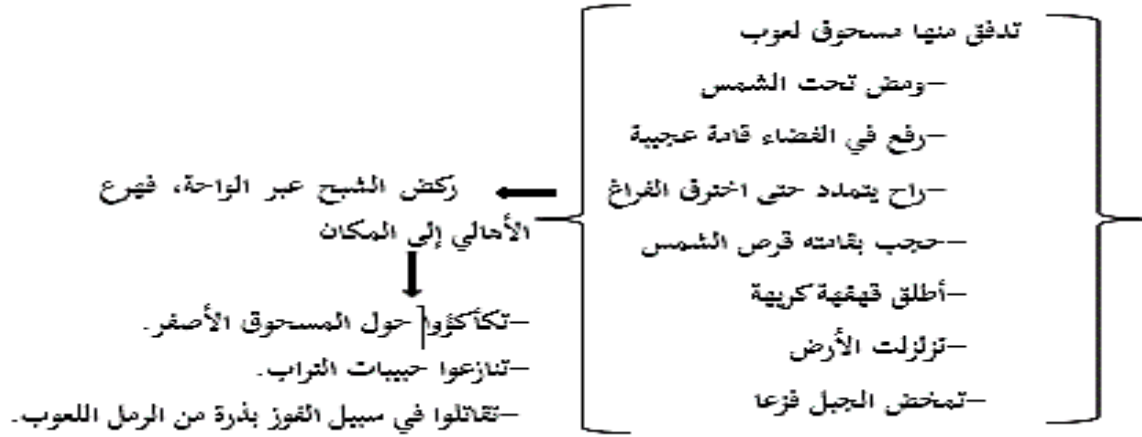 تدفق منها مسحوق لعوب
–ومض تحت الشمس
–رفع في الفضاء قامة عجيبة
–راح يتمدد حتى اخترق الفراغ
–حجب بقامته قرص الشمس
–أطلق قهقهة كريهة
–تزلزلت الأرض
–تمخض الجبل فزعا
ركض الشبح عبر الواحة، فهرع
الأهالي إلى المكان
–تكأكؤوا حول المسحوق الأصفر.
–تنازعوا حبيبات التراب.
–تقاتلوا في سبيل الفوز بذرة من الرمل اللعوب.